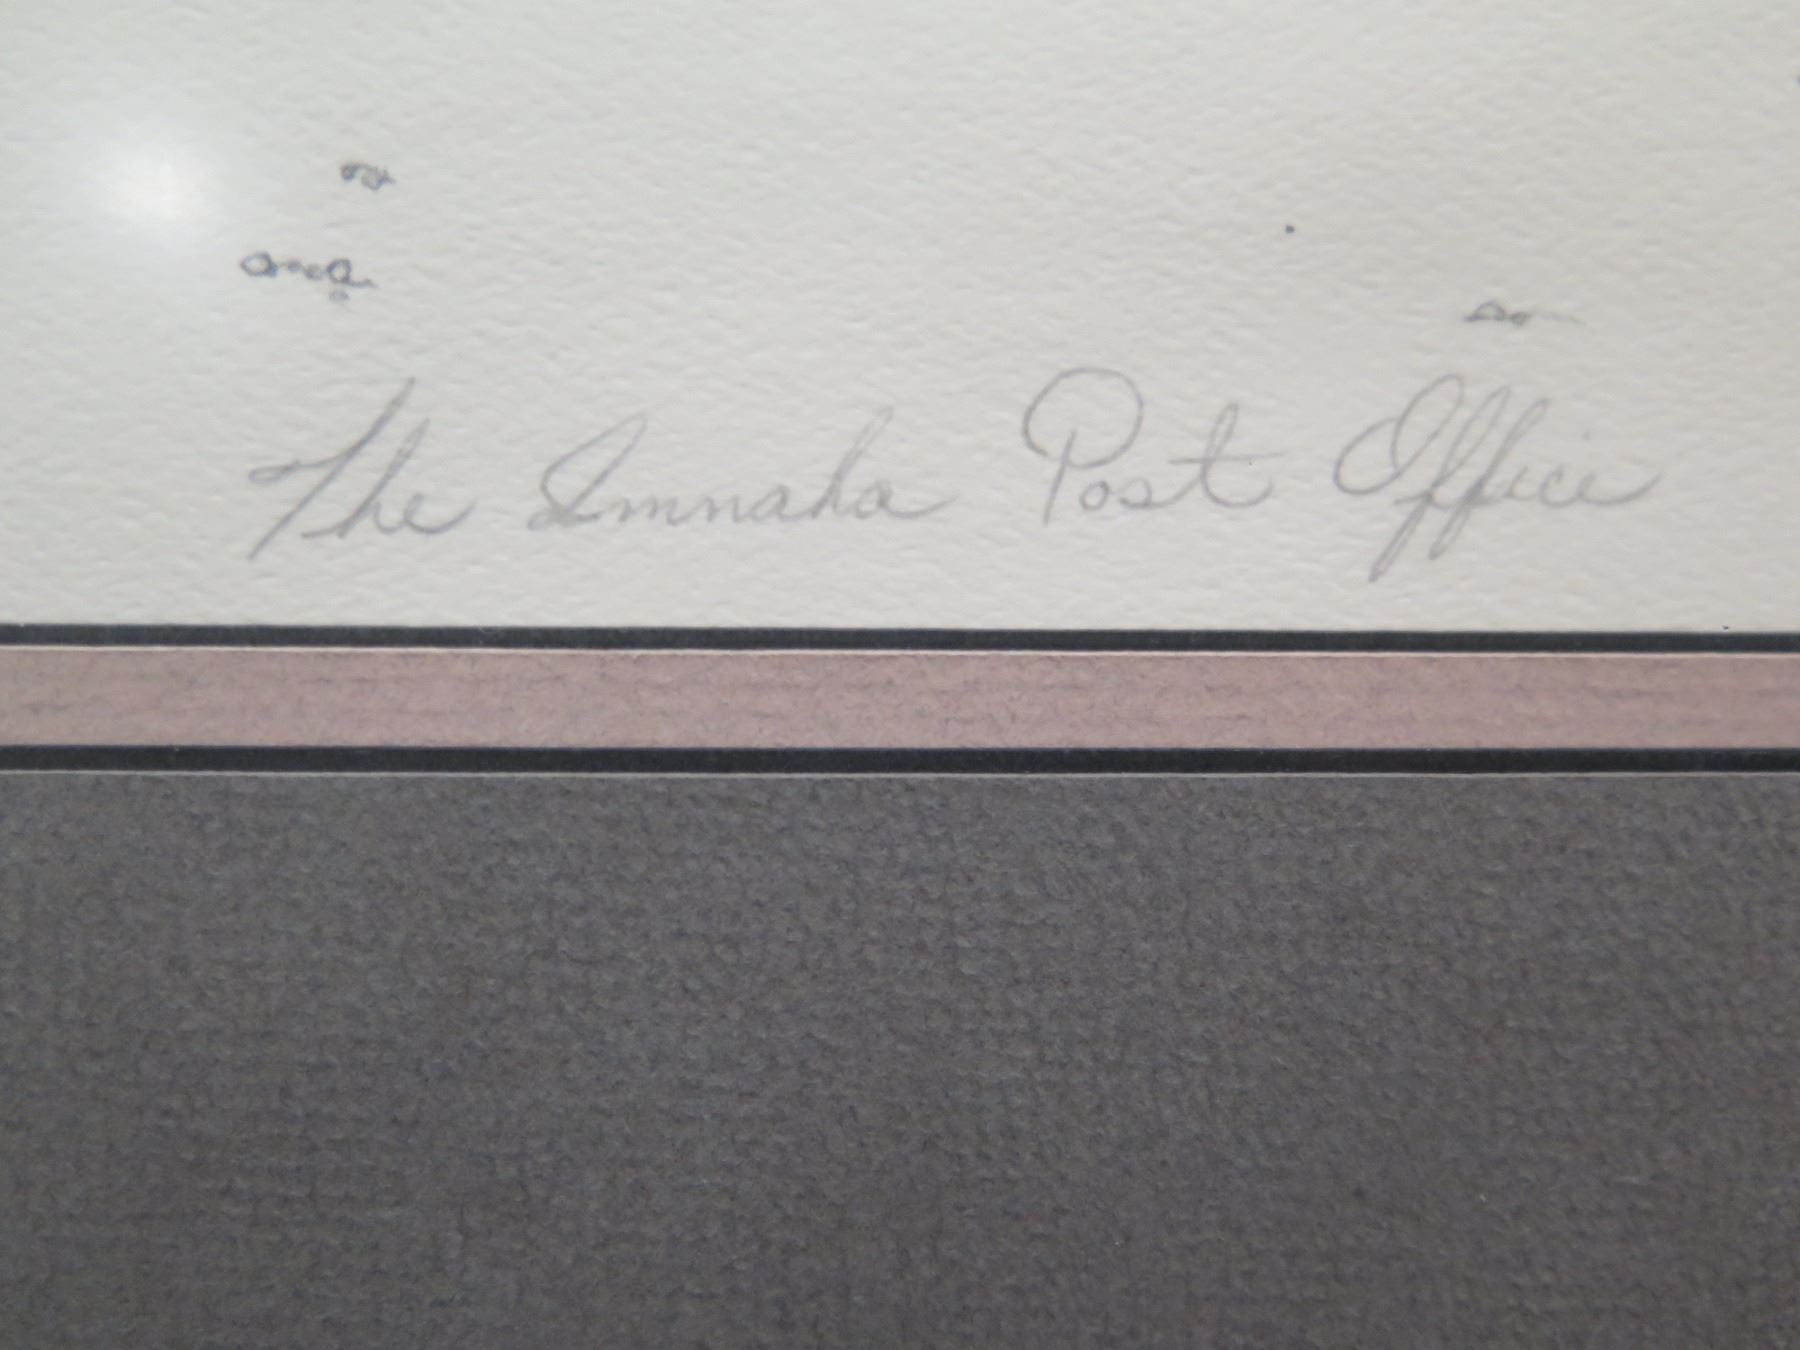 The Imnaha Post Office